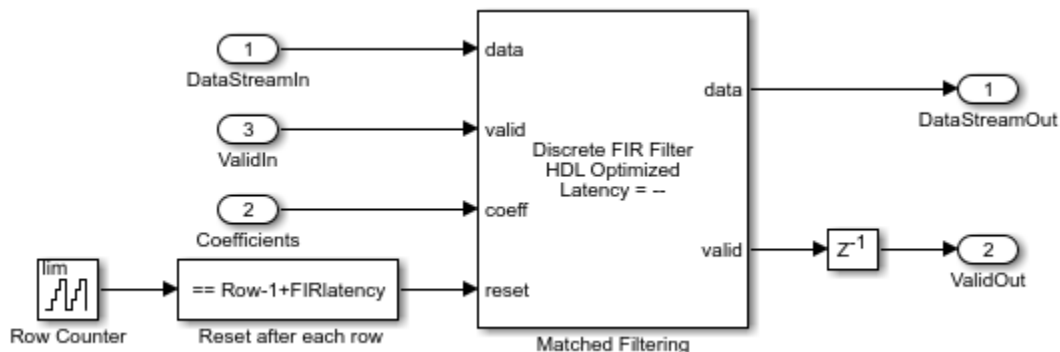 1
DataStreamIn
3
ValidIn
2
Coefficients
lim
Row Counter
== Row-1+FIRlatency
Reset after each row
data
valid
coeff
reset
Discrete FIR Filter
HDL Optimized
Latency = --
data
valid
Matched Filtering
Z-1
1
DataStreamOut
2
ValidOut